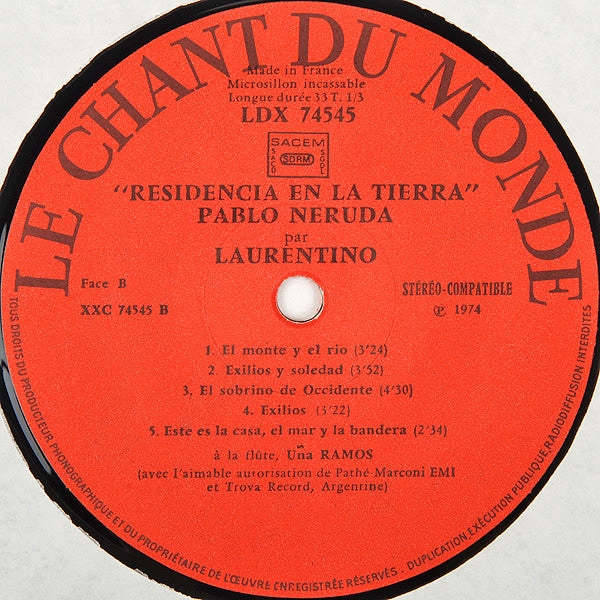 LE CHANT DU MONDE
Made in France
Microsillon incassable
Longue durée 33 T. 1/3
LDX 74545
SACEM
SACD
SDRM
SGDL
"RESIDENCIA EN LA TIERRA"
PABLO NERUDA
par
LAURENTINO
Face B
XXC 74545 B
STÉRÉO-COMPATIBLE
℗ 1974
1. El monte y el rio (3'24)
2. Exilios y soledad (3'52)
3. El sobrino de Occidente (4'30)
4. Exilios (3'22)
5. Este es la casa, el mar y la bandera (2'34)
à la flûte, Uña RAMOS
(avec l'aimable autorisation de Pathé-Marconi EMI
et Trova Record, Argentine)
TOUS DROITS DU PRODUCTEUR PHONOGRAPHIQUE ET DU PROPRIÉTAIRE DE L'ŒUVRE ENREGISTRÉE RÉSERVÉS - DUPLICATION, EXÉCUTION PUBLIQUE, RADIODIFFUSION INTERDITES